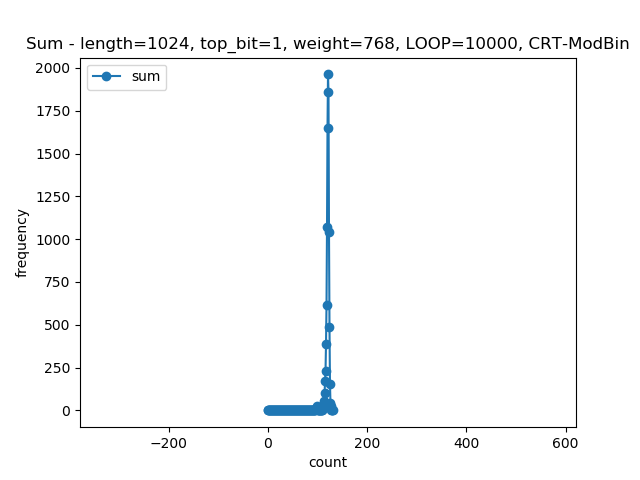 Sum - length=1024, top_bit=1, weight=768, LOOP=10000, CRT-ModBin
sum
2000
1750
1500
1250
1000
750
500
250
0
frequency
−200 0 200 400 600
count